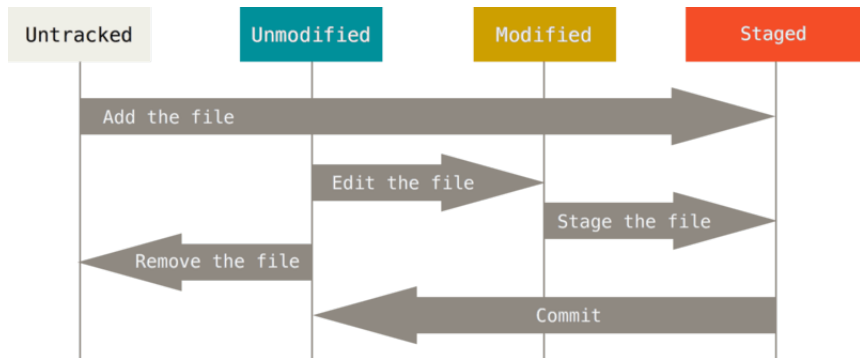 Untracked
Unmodified
Modified
Staged
Add the file
Edit the file
Stage the file
Remove the file
Commit